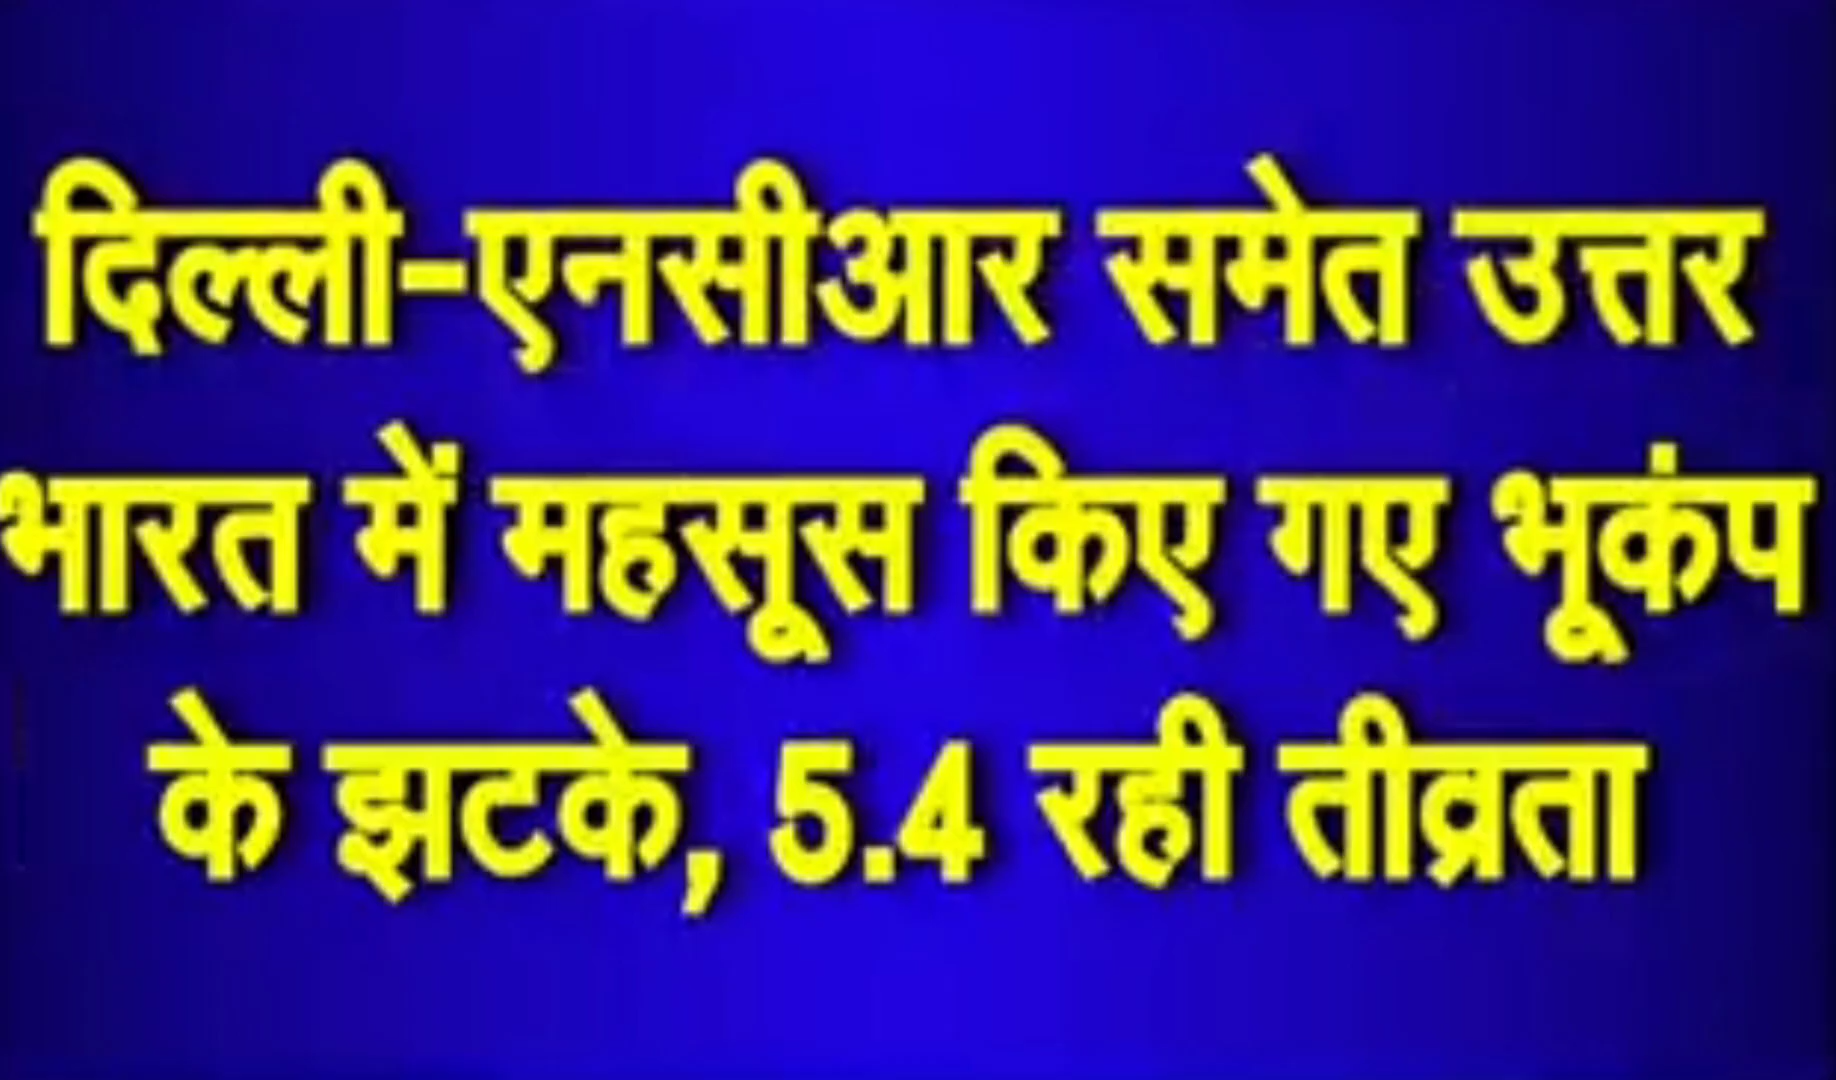 दिल्ली-एनसीआर समेत उत्तर
भारत में महसूस किए गए भूकंप
के झटके, 5.4 रही तीव्रता